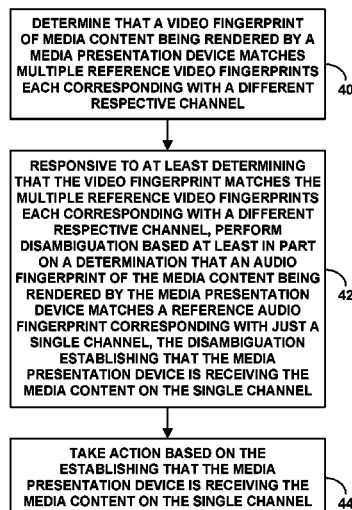 DETERMINE THAT A VIDEO FINGERPRINT
OF MEDIA CONTENT BEING RENDERED BY A
MEDIA PRESENTATION DEVICE MATCHES
MULTIPLE REFERENCE VIDEO FINGERPRINTS
EACH CORRESPONDING WITH A DIFFERENT
RESPECTIVE CHANNEL
40
RESPONSIVE TO AT LEAST DETERMINING
THAT THE VIDEO FINGERPRINT MATCHES THE
MULTIPLE REFERENCE VIDEO FINGERPRINTS
EACH CORRESPONDING WITH A DIFFERENT
RESPECTIVE CHANNEL, PERFORM
DISAMBIGUATION BASED AT LEAST IN PART
ON A DETERMINATION THAT AN AUDIO
FINGERPRINT OF THE MEDIA CONTENT BEING
RENDERED BY THE MEDIA PRESENTATION
DEVICE MATCHES A REFERENCE AUDIO
FINGERPRINT CORRESPONDING WITH JUST A
SINGLE CHANNEL, THE DISAMBIGUATION
ESTABLISHING THAT THE MEDIA
PRESENTATION DEVICE IS RECEIVING THE
MEDIA CONTENT ON THE SINGLE CHANNEL
42
TAKE ACTION BASED ON THE
ESTABLISHING THAT THE MEDIA
PRESENTATION DEVICE IS RECEIVING THE
MEDIA CONTENT ON THE SINGLE CHANNEL
44